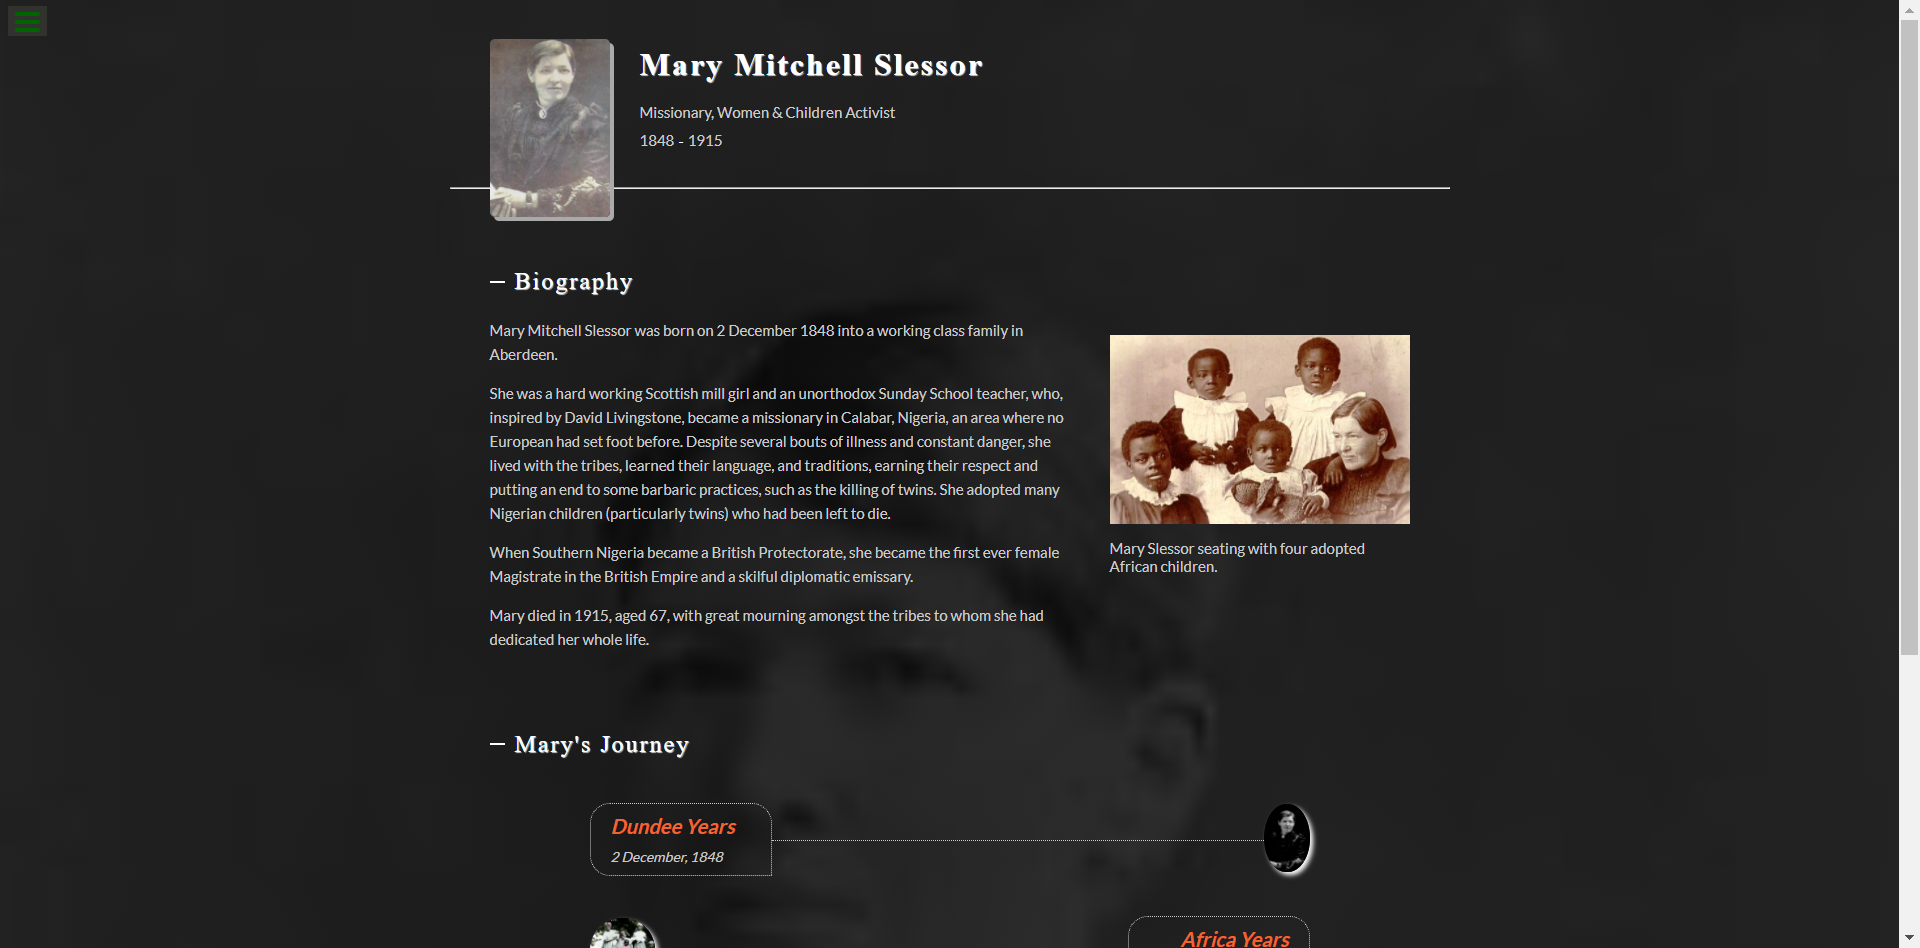 Mary Mitchell Slessor
Missionary, Women & Children Activist
1848 - 1915
Biography
Mary Mitchell Slessor was born on 2 December 1848 into a working class family in
Aberdeen.
She was a hard working Scottish mill girl and an unorthodox Sunday School teacher, who,
inspired by David Livingstone, became a missionary in Calabar, Nigeria, an area where no
European had set foot before. Despite several bouts of illness and constant danger, she
lived with the tribes, learned their language, and traditions, earning their respect and
putting an end to some barbaric practices, such as the killing of twins. She adopted many
Nigerian children (particularly twins) who had been left to die.
When Southern Nigeria became a British Protectorate, she became the first ever female
Magistrate in the British Empire and a skilful diplomatic emissary.
Mary died in 1915, aged 67, with great mourning amongst the tribes to whom she had
dedicated her whole life.
Mary Slessor seating with four adopted
African children.
Mary's Journey
Dundee Years
2 December, 1848
Africa Years